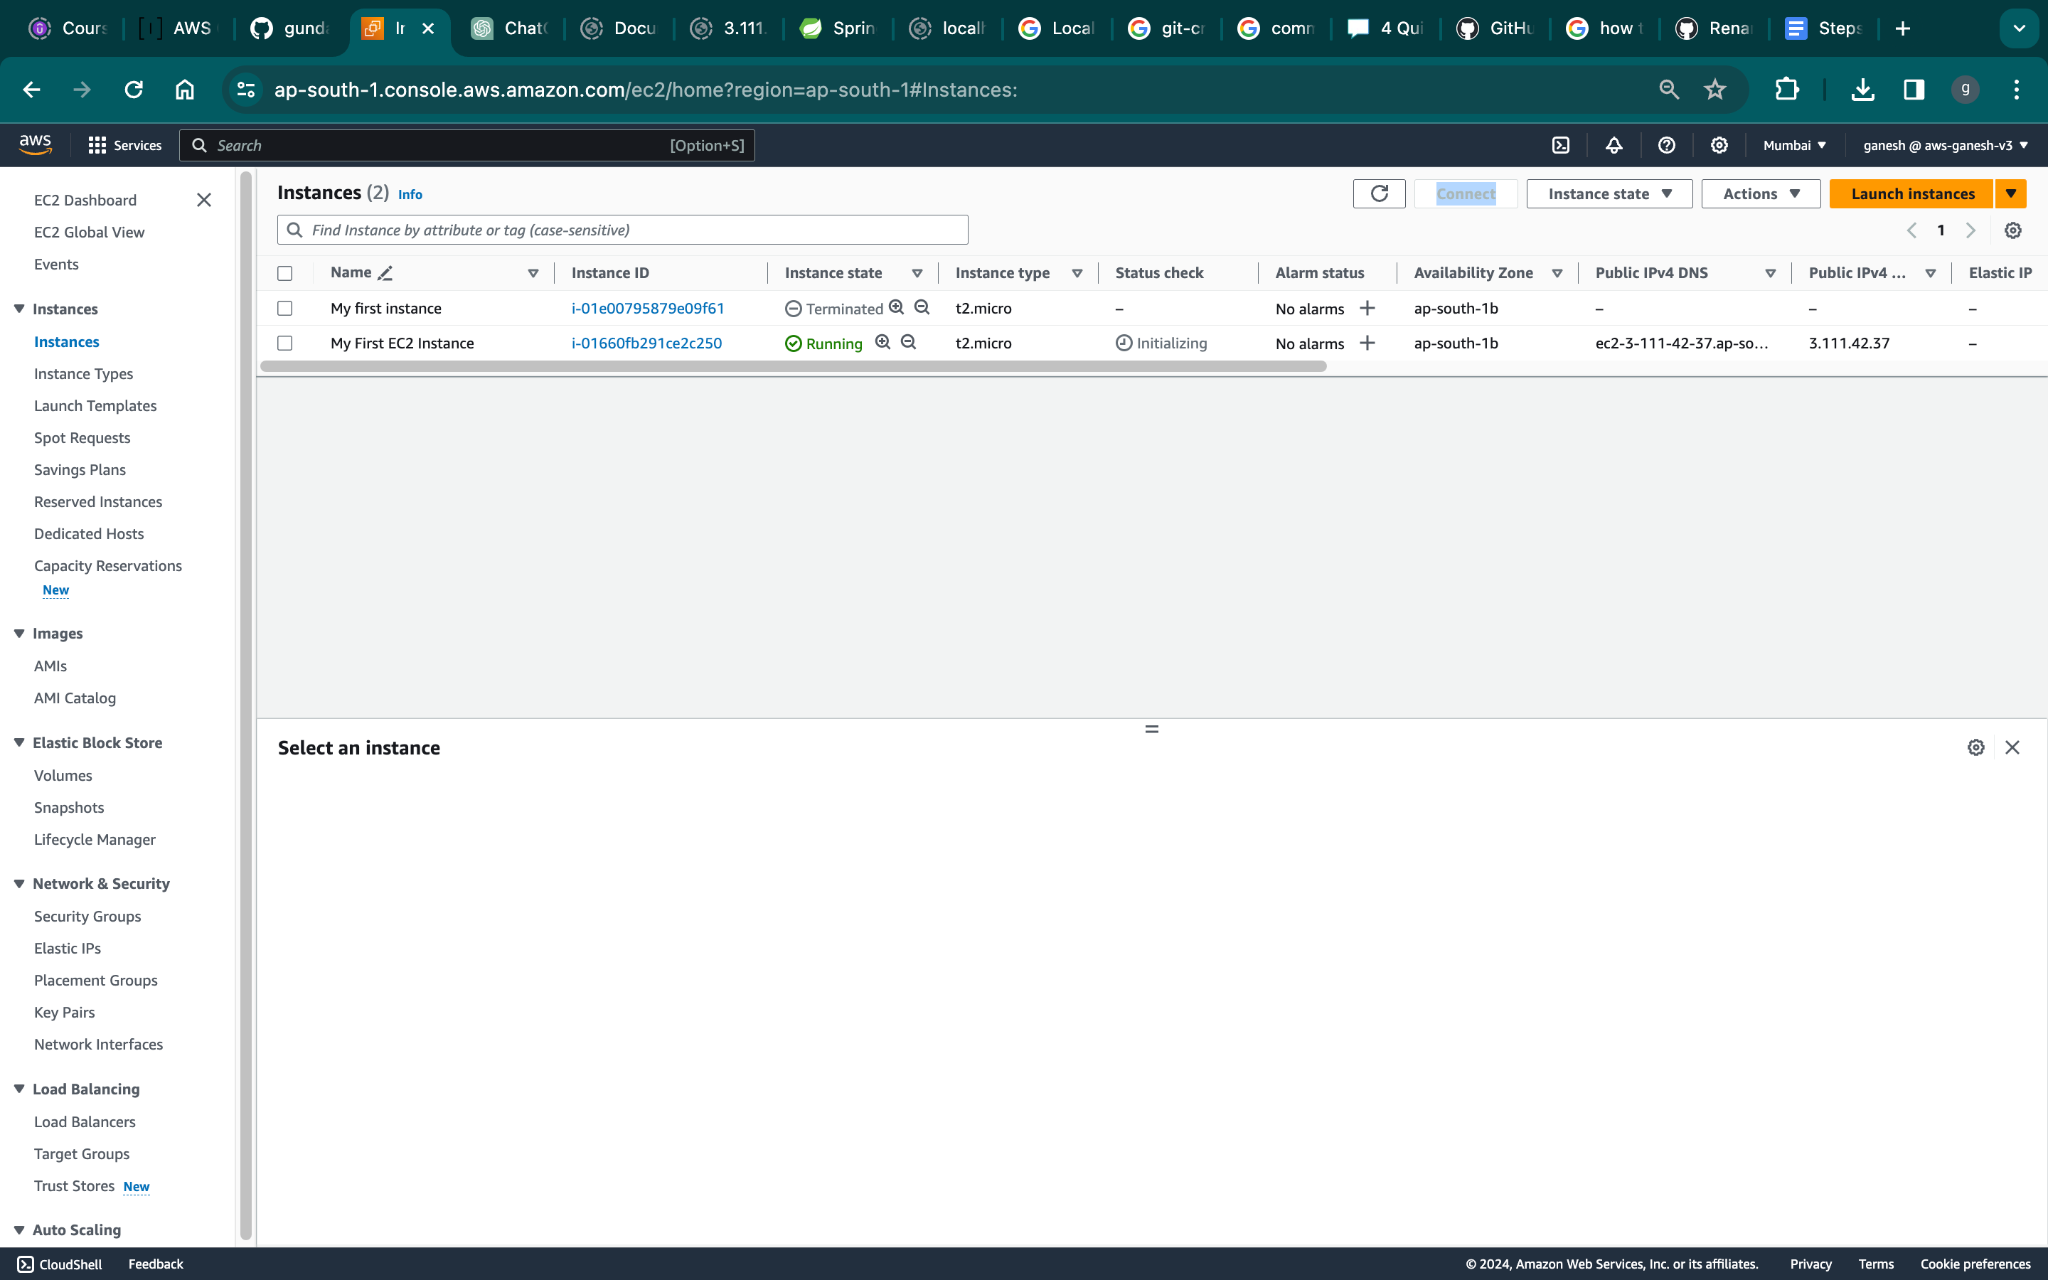 Cours
AWS
gunda
In
ChatG
Docu
3.111.
Sprin
localh
Local
git-cr
comm
4 Qui
GitHu
how t
Renar
Steps
ap-south-1.console.aws.amazon.com/ec2/home?region=ap-south-1#Instances:
g
aws
Services
Search
[Option+S]
Mumbai
ganesh @ aws-ganesh-v3
EC2 Dashboard
EC2 Global View
Events
Instances
Instances
Instance Types
Launch Templates
Spot Requests
Savings Plans
Reserved Instances
Dedicated Hosts
Capacity Reservations
New
Images
AMIs
AMI Catalog
Elastic Block Store
Volumes
Snapshots
Lifecycle Manager
Network & Security
Security Groups
Elastic IPs
Placement Groups
Key Pairs
Network Interfaces
Load Balancing
Load Balancers
Target Groups
Trust Stores New
Auto Scaling
Instances (2) Info
Connect
Instance state
Actions
Launch instances
Find Instance by attribute or tag (case-sensitive)
1
Name Instance ID Instance state Instance type Status check Alarm status Availability Zone Public IPv4 DNS Public IPv4 ... Elastic IP
My first instance i-01e00795879e09f61 Terminated t2.micro – No alarms ap-south-1b – – –
My First EC2 Instance i-01660fb291ce2c250 Running t2.micro Initializing No alarms ap-south-1b ec2-3-111-42-37.ap-so... 3.111.42.37 –
Select an instance
CloudShell Feedback © 2024, Amazon Web Services, Inc. or its affiliates. Privacy Terms Cookie preferences